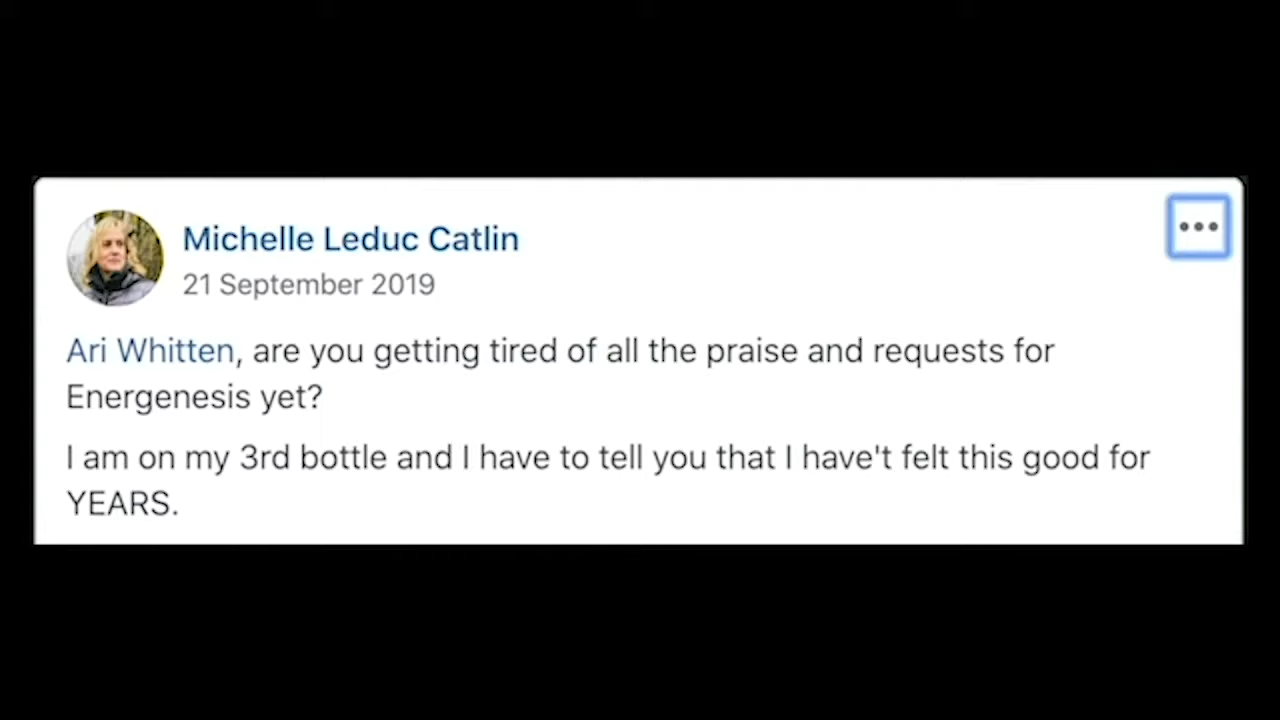 Michelle Leduc Catlin
21 September 2019
Ari Whitten, are you getting tired of all the praise and requests for
Energenesis yet?
I am on my 3rd bottle and I have to tell you that I have't felt this good for
YEARS.